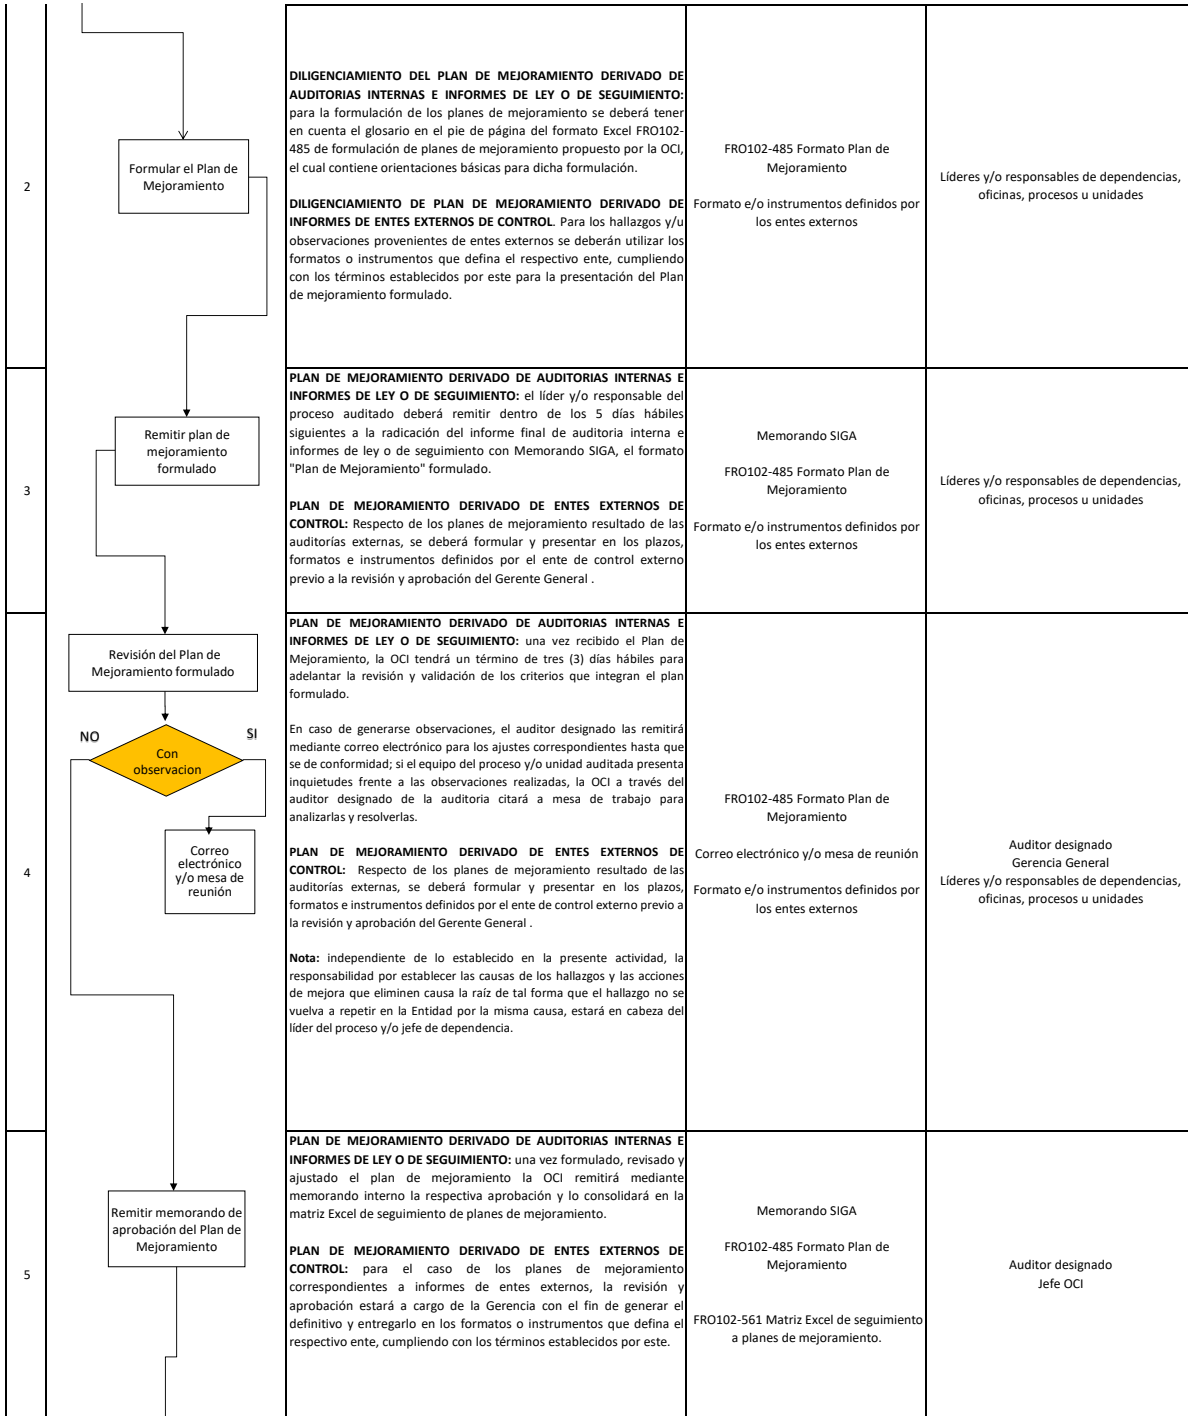 2
Formular el Plan de
Mejoramiento
DILIGENCIAMIENTO DEL PLAN DE MEJORAMIENTO DERIVADO DE
AUDITORIAS INTERNAS E INFORMES DE LEY O DE SEGUIMIENTO:
para la formulación de los planes de mejoramiento se deberá tener
en cuenta el glosario en el pie de página del formato Excel FRO102-
485 de formulación de planes de mejoramiento propuesto por la OCI,
el cual contiene orientaciones básicas para dicha formulación.
DILIGENCIAMIENTO DE PLAN DE MEJORAMIENTO DERIVADO DE
INFORMES DE ENTES EXTERNOS DE CONTROL. Para los hallazgos y/u
observaciones provenientes de entes externos se deberán utilizar los
formatos o instrumentos que defina el respectivo ente, cumpliendo
con los términos establecidos por este para la presentación del Plan
de mejoramiento formulado.
FRO102-485 Formato Plan de
Mejoramiento
Formato e/o instrumentos definidos por
los entes externos
Líderes y/o responsables de dependencias,
oficinas, procesos u unidades
3
Remitir plan de
mejoramiento
formulado
PLAN DE MEJORAMIENTO DERIVADO DE AUDITORIAS INTERNAS E
INFORMES DE LEY O DE SEGUIMIENTO: el líder y/o responsable del
proceso auditado deberá remitir dentro de los 5 días hábiles
siguientes a la radicación del informe final de auditoria interna e
informes de ley o de seguimiento con Memorando SIGA, el formato
"Plan de Mejoramiento" formulado.
PLAN DE MEJORAMIENTO DERIVADO DE ENTES EXTERNOS DE
CONTROL: Respecto de los planes de mejoramiento resultado de las
auditorías externas, se deberá formular y presentar en los plazos,
formatos e instrumentos definidos por el ente de control externo
previo a la revisión y aprobación del Gerente General .
Memorando SIGA
FRO102-485 Formato Plan de
Mejoramiento
Formato e/o instrumentos definidos por
los entes externos
Líderes y/o responsables de dependencias,
oficinas, procesos u unidades
4
Revisión del Plan de
Mejoramiento formulado
NO
SI
Con
observacion
Correo
electrónico
y/o mesa de
reunión
PLAN DE MEJORAMIENTO DERIVADO DE AUDITORIAS INTERNAS E
INFORMES DE LEY O DE SEGUIMIENTO: una vez recibido el Plan de
Mejoramiento, la OCI tendrá un término de tres (3) días hábiles para
adelantar la revisión y validación de los criterios que integran el plan
formulado.
En caso de generarse observaciones, el auditor designado las remitirá
mediante correo electrónico para los ajustes correspondientes hasta que
se de conformidad; si el equipo del proceso y/o unidad auditada presenta
inquietudes frente a las observaciones realizadas, la OCI a través del
auditor designado de la auditoria citará a mesa de trabajo para
analizarlas y resolverlas.
PLAN DE MEJORAMIENTO DERIVADO DE ENTES EXTERNOS DE
CONTROL: Respecto de los planes de mejoramiento resultado de las
auditorías externas, se deberá formular y presentar en los plazos,
formatos e instrumentos definidos por el ente de control externo previo a
la revisión y aprobación del Gerente General .
Nota: independiente de lo establecido en la presente actividad, la
responsabilidad por establecer las causas de los hallazgos y las acciones
de mejora que eliminen causa la raíz de tal forma que el hallazgo no se
vuelva a repetir en la Entidad por la misma causa, estará en cabeza del
líder del proceso y/o jefe de dependencia.
FRO102-485 Formato Plan de
Mejoramiento
Correo electrónico y/o mesa de reunión
Formato e/o instrumentos definidos por
los entes externos
Auditor designado
Gerencia General
Líderes y/o responsables de dependencias,
oficinas, procesos u unidades
5
Remitir memorando de
aprobación del Plan de
Mejoramiento
PLAN DE MEJORAMIENTO DERIVADO DE AUDITORIAS INTERNAS E
INFORMES DE LEY O DE SEGUIMIENTO: una vez formulado, revisado y
ajustado el plan de mejoramiento la OCI remitirá mediante
memorando interno la respectiva aprobación y lo consolidará en la
matriz Excel de seguimiento de planes de mejoramiento.
PLAN DE MEJORAMIENTO DERIVADO DE ENTES EXTERNOS DE
CONTROL: para el caso de los planes de mejoramiento
correspondientes a informes de entes externos, la revisión y
aprobación estará a cargo de la Gerencia con el fin de generar el
definitivo y entregarlo en los formatos o instrumentos que defina el
respectivo ente, cumpliendo con los términos establecidos por este.
Memorando SIGA
FRO102-485 Formato Plan de
Mejoramiento
FRO102-561 Matriz Excel de seguimiento
a planes de mejoramiento.
Auditor designado
Jefe OCI